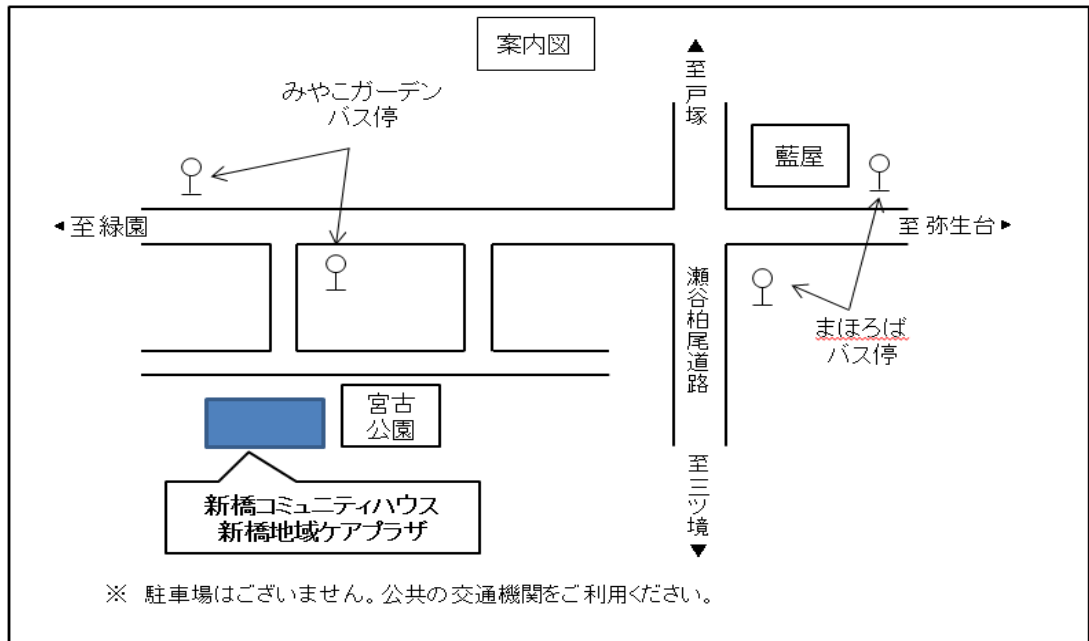 案内図
▲至戸塚
みやこガーデン
バス停
藍屋
◀至緑園
至 弥生台▶
瀬谷柏尾道路
まほろば
バス停
宮古
公園
至三ツ境▼
新橋コミュニティハウス
新橋地域ケアプラザ
※ 駐車場はございません。公共の交通機関をご利用ください。